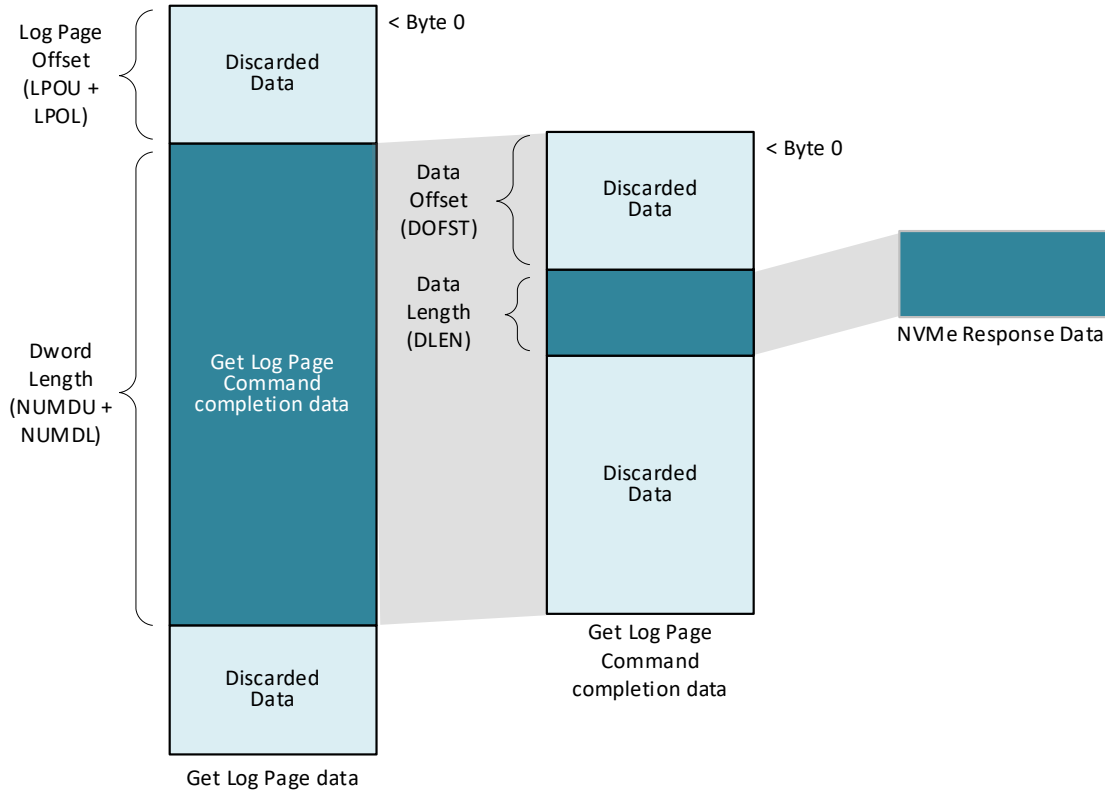 Log Page
Offset
(LPOU +
LPOL)
Discarded
Data
< Byte 0
Dword
Length
(NUMDU +
NUMDL)
Get Log Page
Command
completion data
Discarded
Data
Get Log Page data
Data
Offset
(DOFST)
Discarded
Data
< Byte 0
Data
Length
(DLEN)
Discarded
Data
Get Log Page
Command
completion data
NVMe Response Data